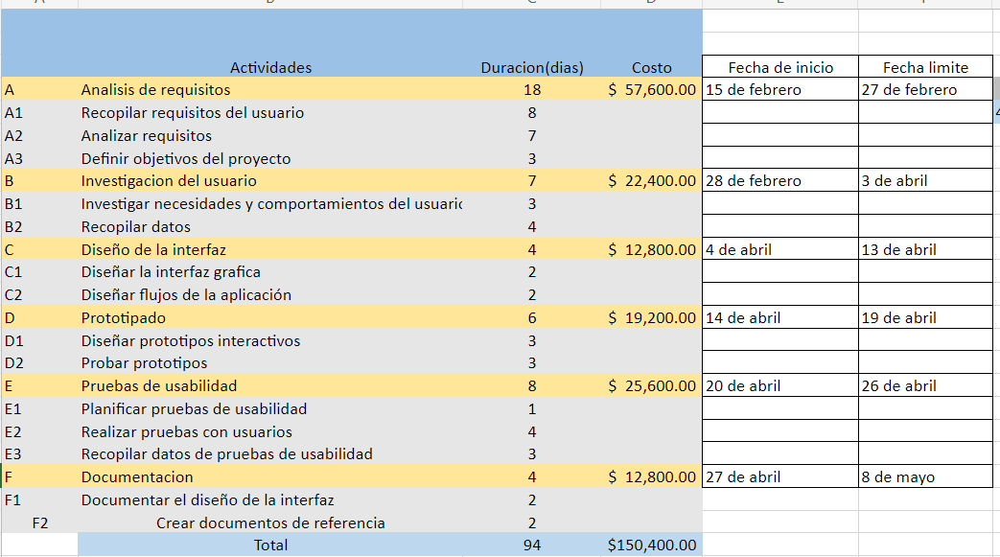 Actividades Duracion(dias) Costo Fecha de inicio Fecha limite
A Analisis de requisitos 18 $ 57,600.00 15 de febrero 27 de febrero
A1 Recopilar requisitos del usuario 8
A2 Analizar requisitos 7
A3 Definir objetivos del proyecto 3
B Investigacion del usuario 7 $ 22,400.00 28 de febrero 3 de abril
B1 Investigar necesidades y comportamientos del usuario 3
B2 Recopilar datos 4
C Diseño de la interfaz 4 $ 12,800.00 4 de abril 13 de abril
C1 Diseñar la interfaz grafica 2
C2 Diseñar flujos de la aplicación 2
D Prototipado 6 $ 19,200.00 14 de abril 19 de abril
D1 Diseñar prototipos interactivos 3
D2 Probar prototipos 3
E Pruebas de usabilidad 8 $ 25,600.00 20 de abril 26 de abril
E1 Planificar pruebas de usabilidad 1
E2 Realizar pruebas con usuarios 4
E3 Recopilar datos de pruebas de usabilidad 3
F Documentacion 4 $ 12,800.00 27 de abril 8 de mayo
F1 Documentar el diseño de la interfaz 2
F2 Crear documentos de referencia 2
Total 94 $150,400.00